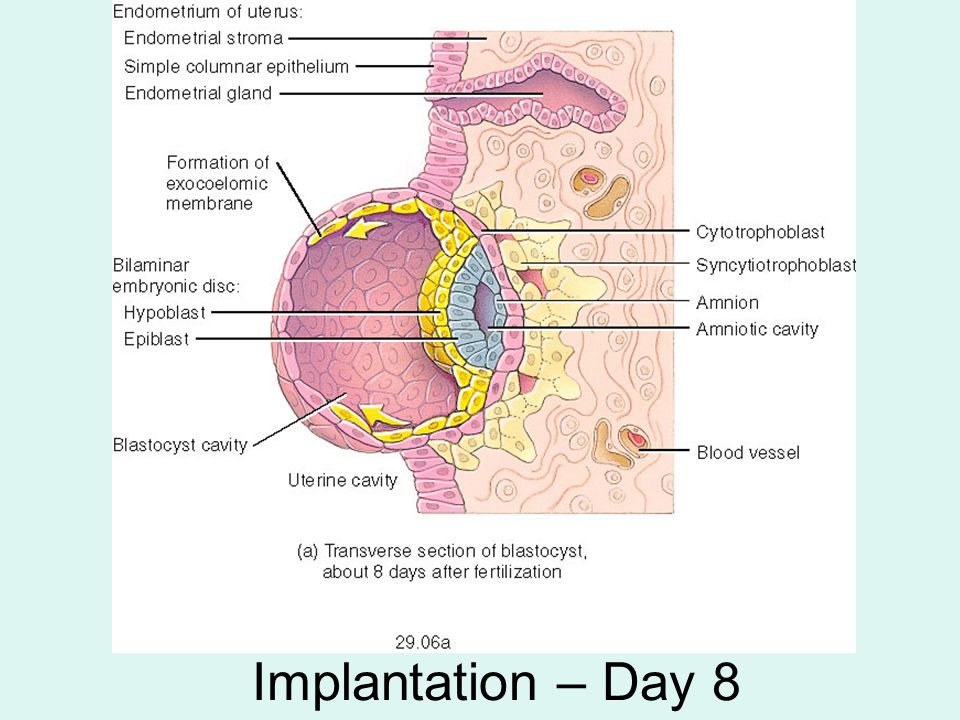 Endometrium of uterus:
Endometrial stroma
Simple columnar epithelium
Endometrial gland
Formation of
exocoelomic
membrane
Bilaminar
embryonic disc:
Hypoblast
Epiblast
Blastocyst cavity
Uterine cavity
Cytotrophoblast
Syncytiotrophoblast
Amnion
Amniotic cavity
Blood vessel
(a) Transverse section of blastocyst,
about 8 days after fertilization
29.06a
Implantation – Day 8